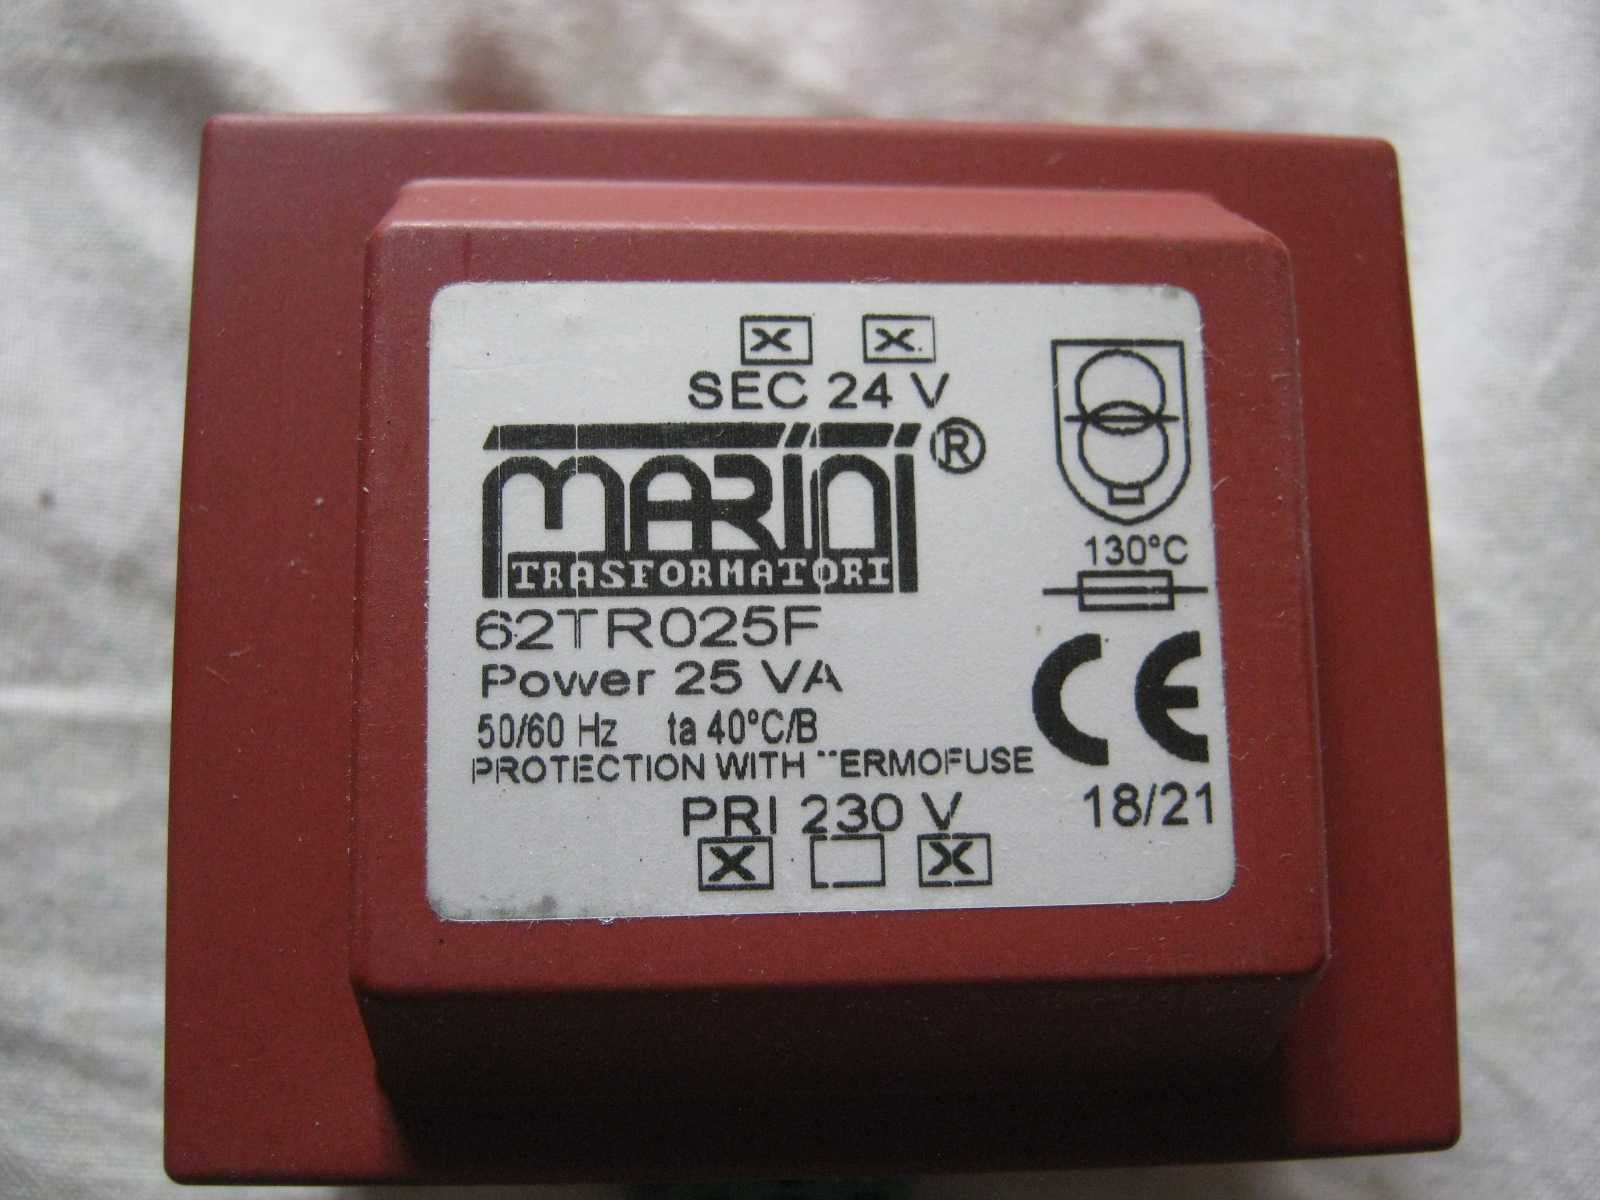 SEC 24 V
MARINI ®
TRASFORMATORI
130°C
62TR025F
Power 25 VA
50/60 Hz ta 40°C/B
PROTECTION WITH ERMOFUSE
CE
PRI 230 V
18/21